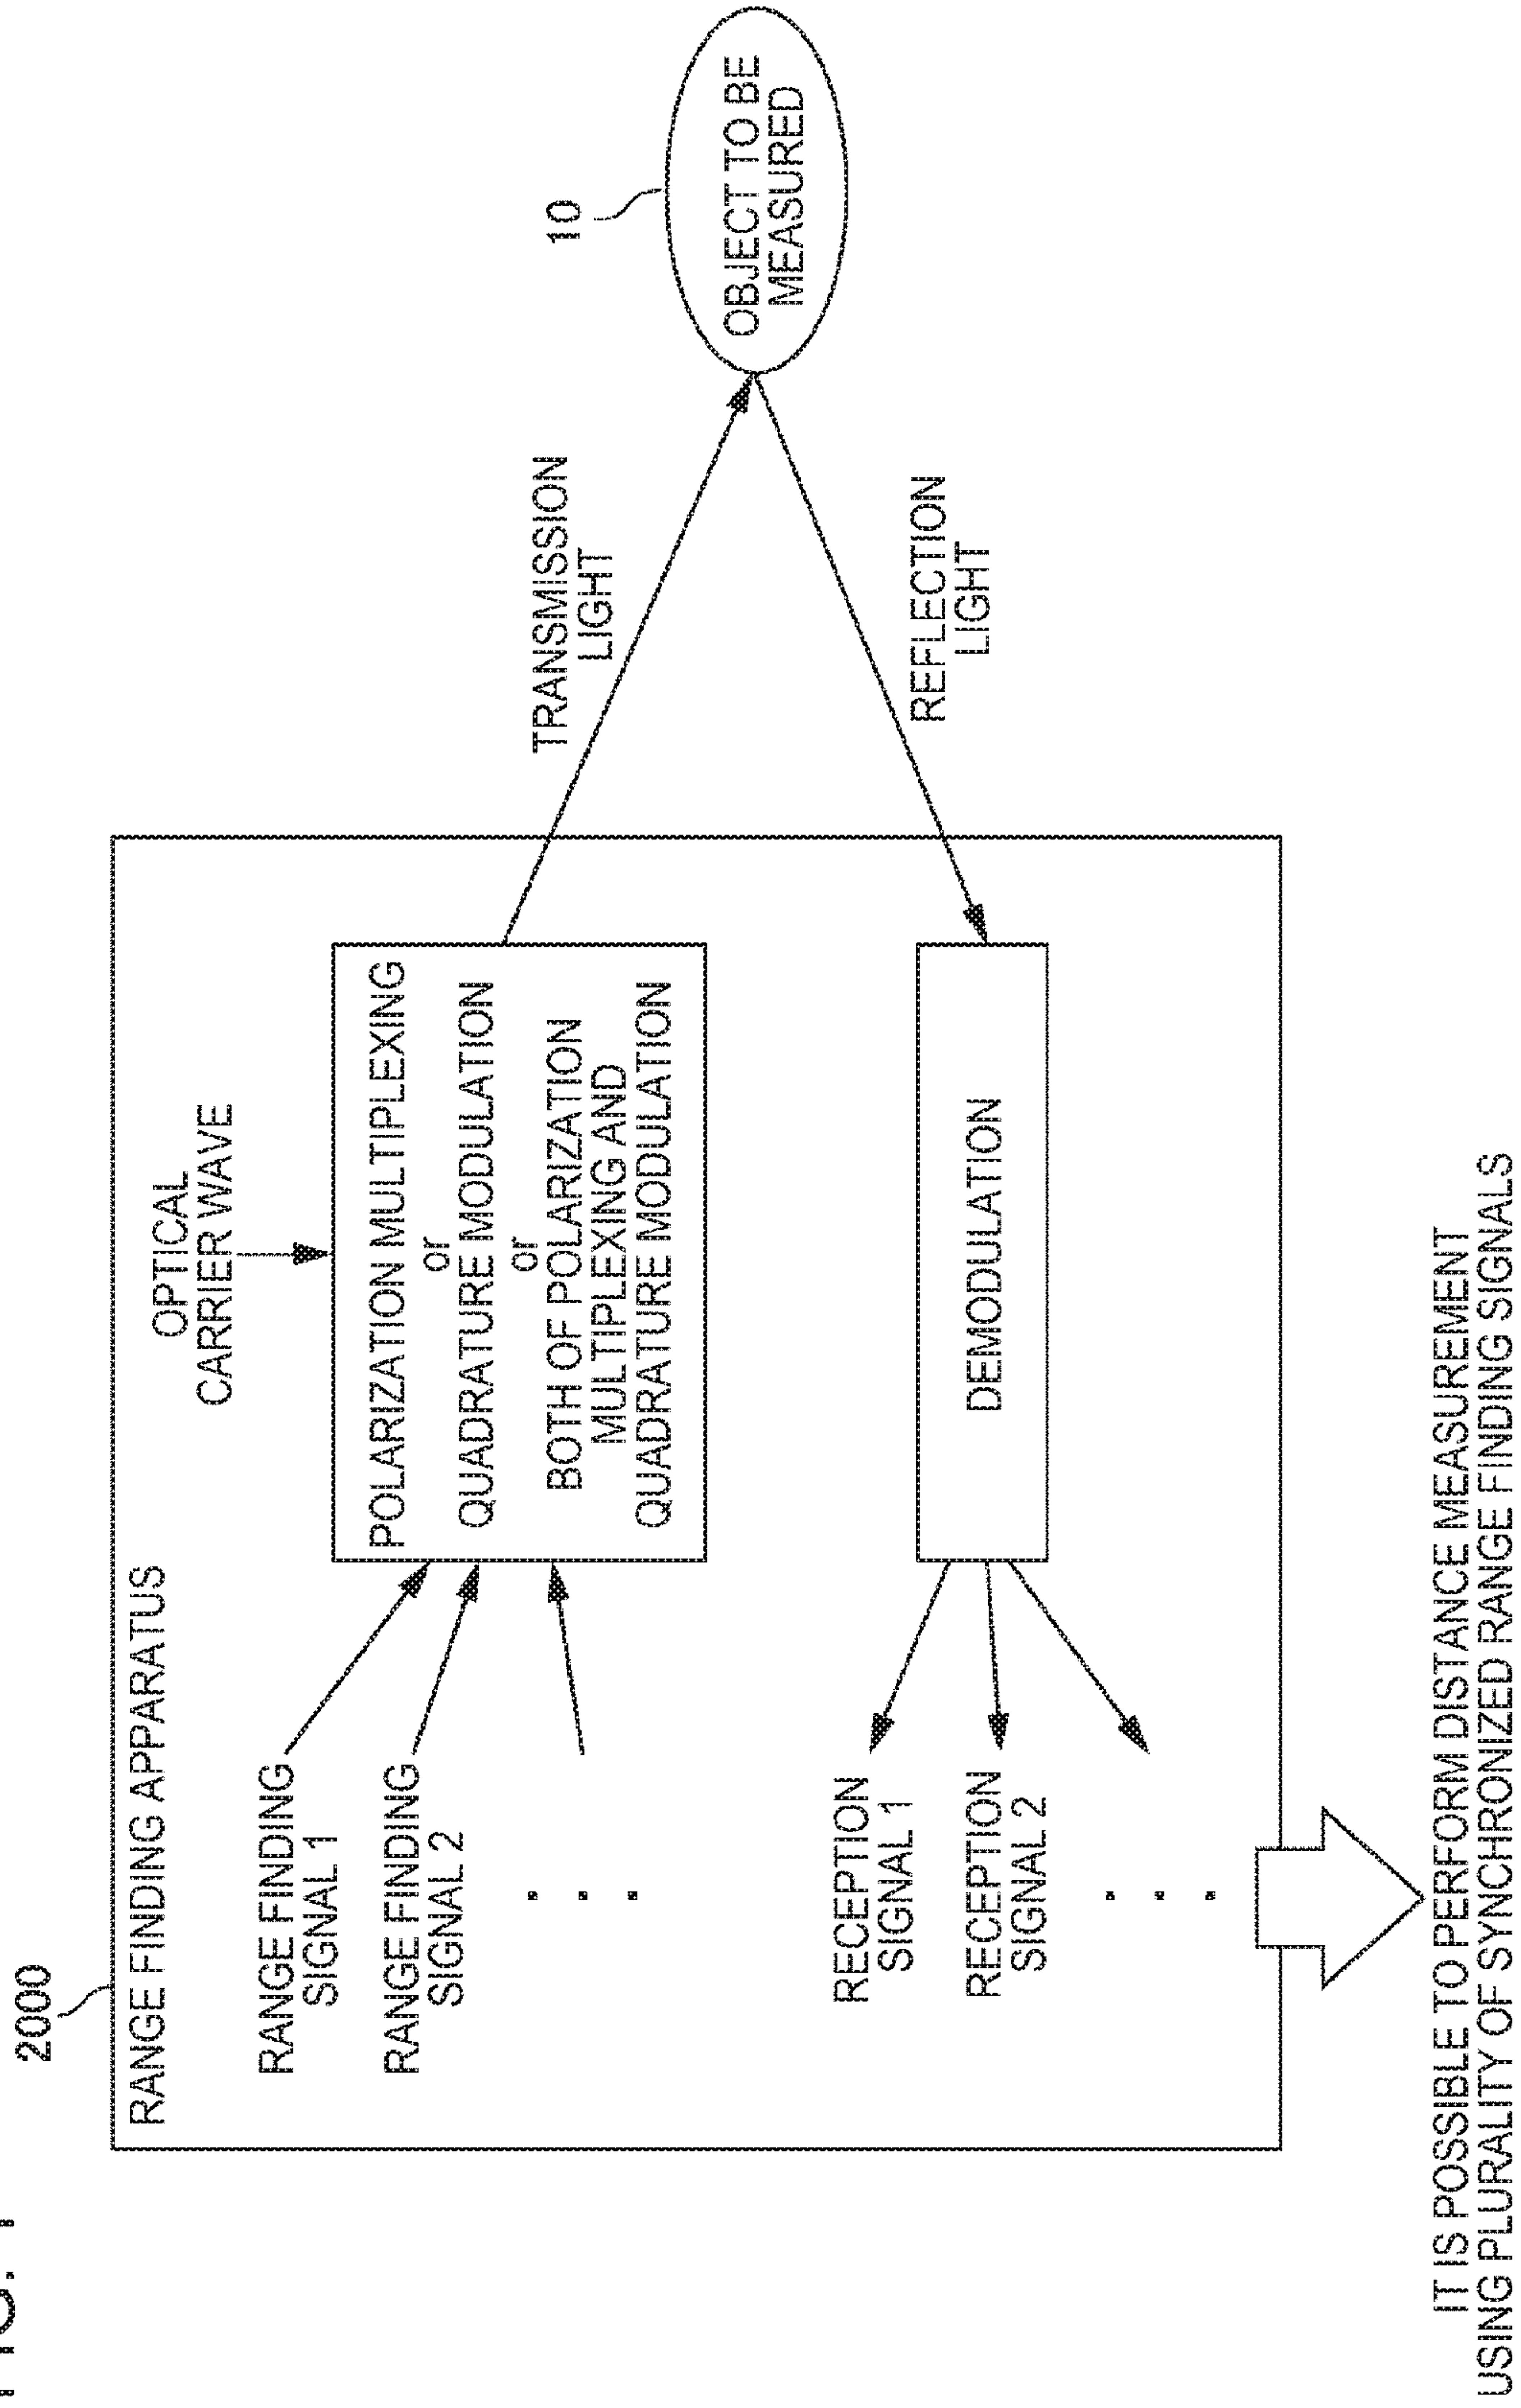 2000
RANGE FINDING APPARATUS
OPTICAL
CARRIER WAVE
RANGE FINDING
SIGNAL 1
RANGE FINDING
SIGNAL 2
POLARIZATION MULTIPLEXING
or
QUADRATURE MODULATION
or
BOTH OF POLARIZATION
MULTIPLEXING AND
QUADRATURE MODULATION
TRANSMISSION
LIGHT
10
OBJECT TO BE
MEASURED
REFLECTION
LIGHT
DEMODULATION
RECEPTION
SIGNAL 1
RECEPTION
SIGNAL 2
IT IS POSSIBLE TO PERFORM DISTANCE MEASUREMENT
USING PLURALITY OF SYNCHRONIZED RANGE FINDING SIGNALS